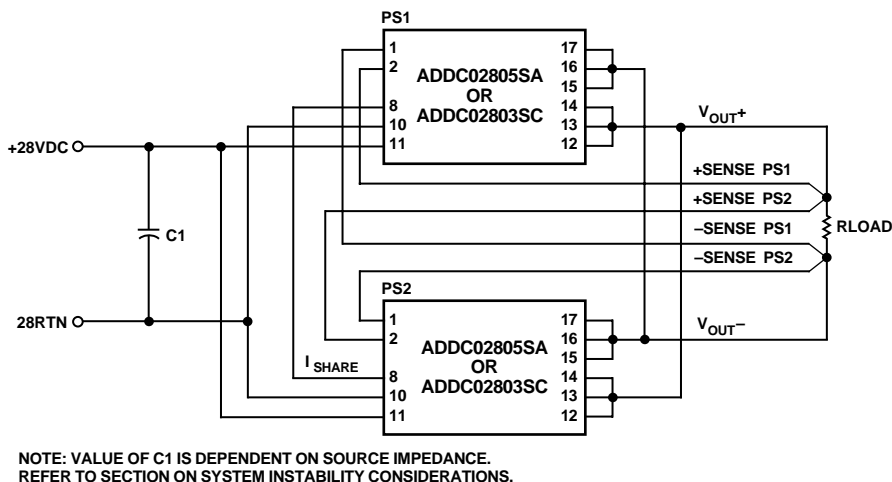 PS1
1
2
8
10
11
ADDC02805SA
OR
ADDC02803SC
17
16
15
14
13
12
VOUT+
+28VDC
C1
28RTN
+SENSE PS1
+SENSE PS2
–SENSE PS1
–SENSE PS2
RLOAD
PS2
1
2
8
10
11
ISHARE
ADDC02805SA
OR
ADDC02803SC
17
16
15
14
13
12
VOUT–
NOTE: VALUE OF C1 IS DEPENDENT ON SOURCE IMPEDANCE.
REFER TO SECTION ON SYSTEM INSTABILITY CONSIDERATIONS.